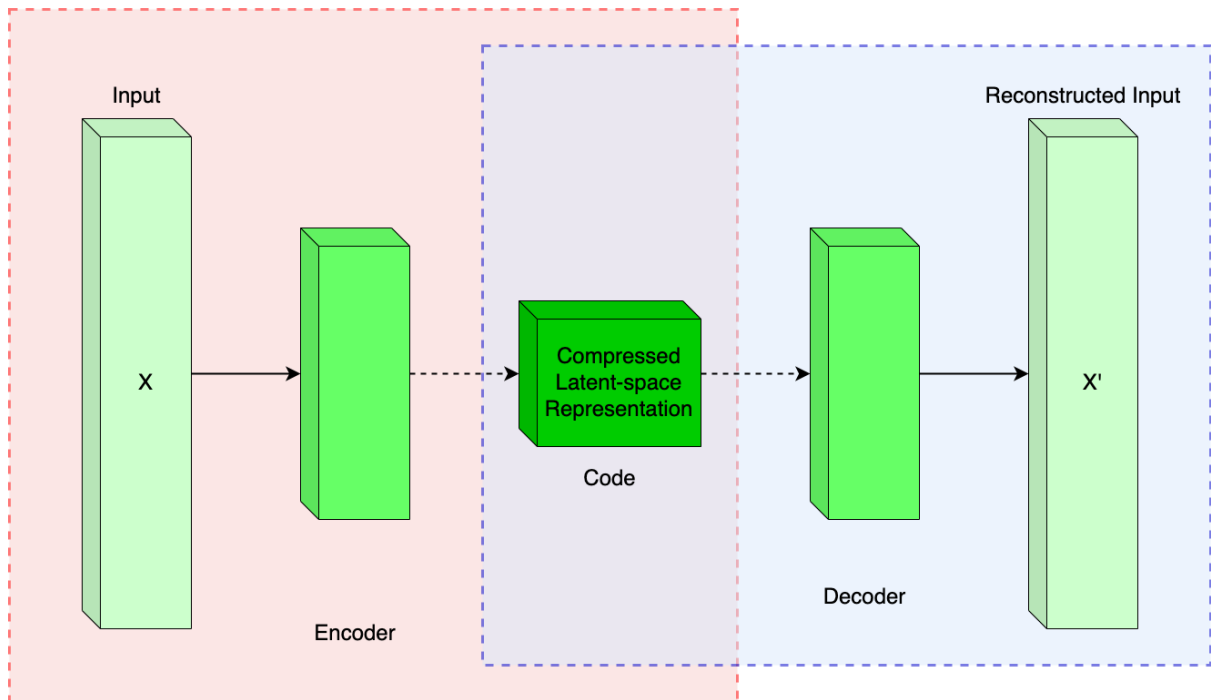 Input
Reconstructed Input
X
Compressed
Latent-space
Representation
X'
Code
Decoder
Encoder